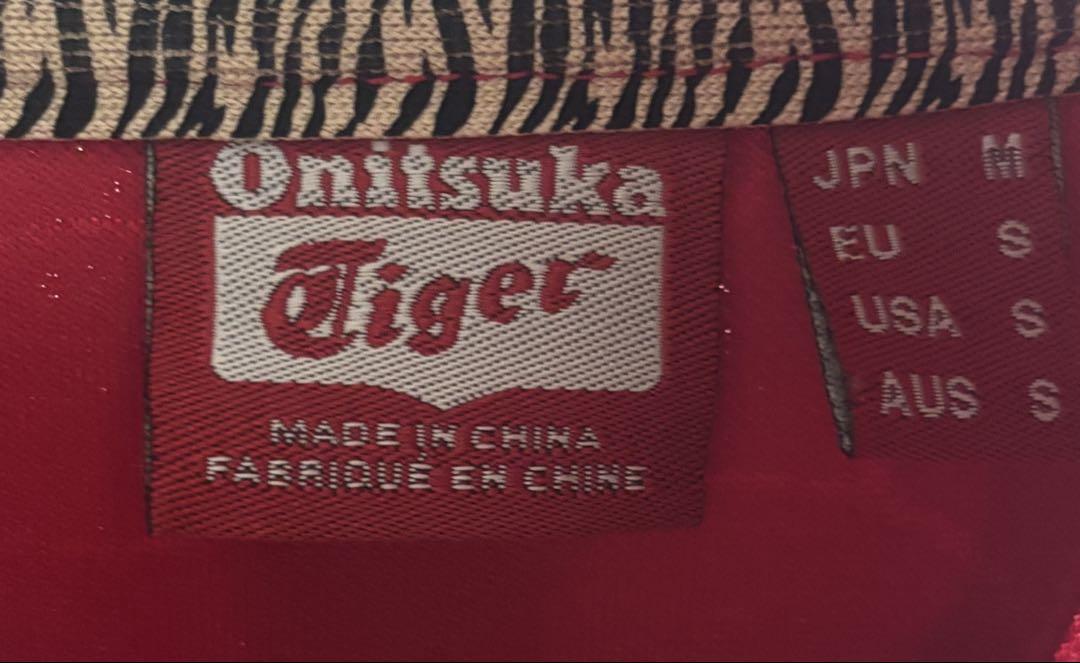 Onitsuka
Tiger
MADE IN CHINA
FABRIQUÉ EN CHINE
JPN M
EU S
USA S
AUS S